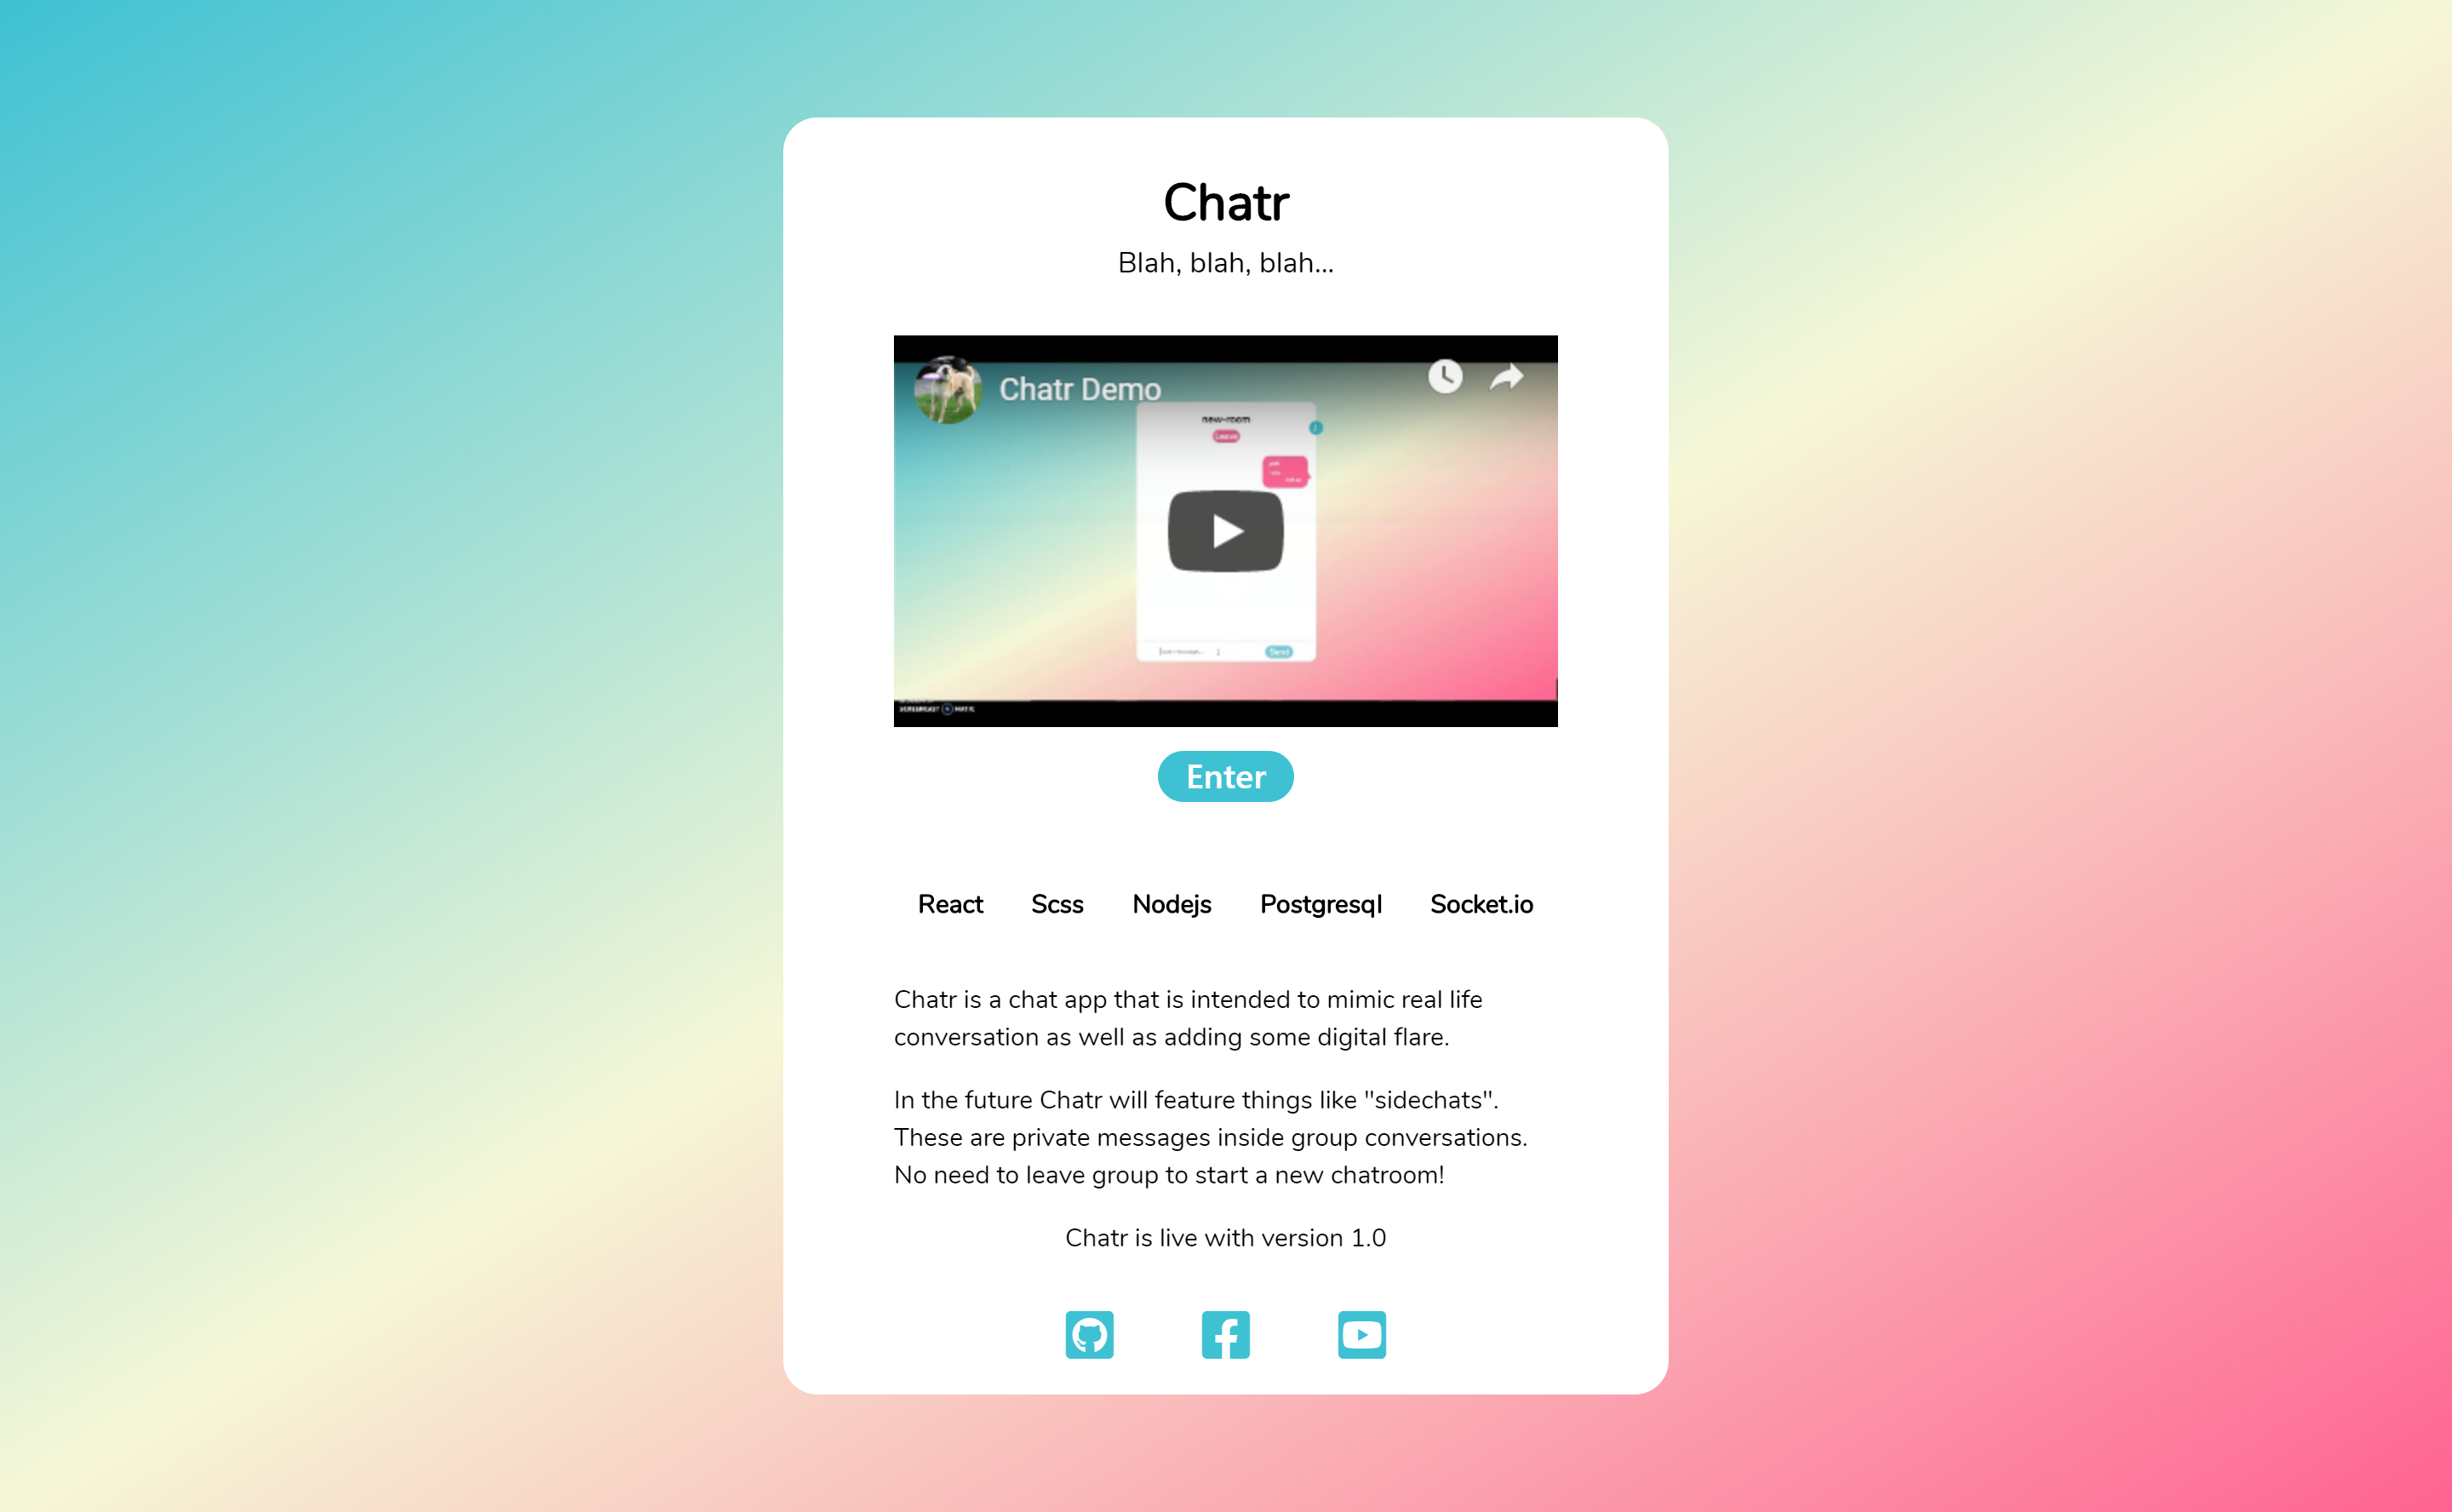 Chatr
Blah, blah, blah...
Chatr Demo
new-room
Leave
Send
Enter
React Scss Nodejs Postgresql Socket.io
Chatr is a chat app that is intended to mimic real life
conversation as well as adding some digital flare.
In the future Chatr will feature things like "sidechats".
These are private messages inside group conversations.
No need to leave group to start a new chatroom!
Chatr is live with version 1.0